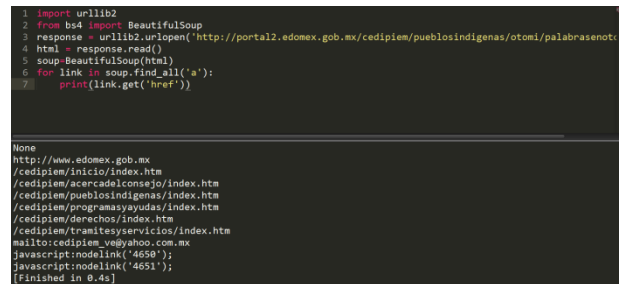 1 import urllib2
2 from bs4 import BeautifulSoup
3 response = urllib2.urlopen('http://portal2.edomex.gob.mx/cedipiem/pueblosindigenas/otomi/palabrasenoto
4 html = response.read()
5 soup=BeautifulSoup(html)
6 for link in soup.find_all('a'):
7     print(link.get('href'))
None
http://www.edomex.gob.mx
/cedipiem/inicio/index.htm
/cedipiem/acercadelconsejo/index.htm
/cedipiem/pueblosindigenas/index.htm
/cedipiem/programasyayudas/index.htm
/cedipiem/derechos/index.htm
/cedipiem/tramitesyservicios/index.htm
mailto:cedipiem_ve@yahoo.com.mx
javascript:nodelink('4650');
javascript:nodelink('4651');
[Finished in 0.4s]